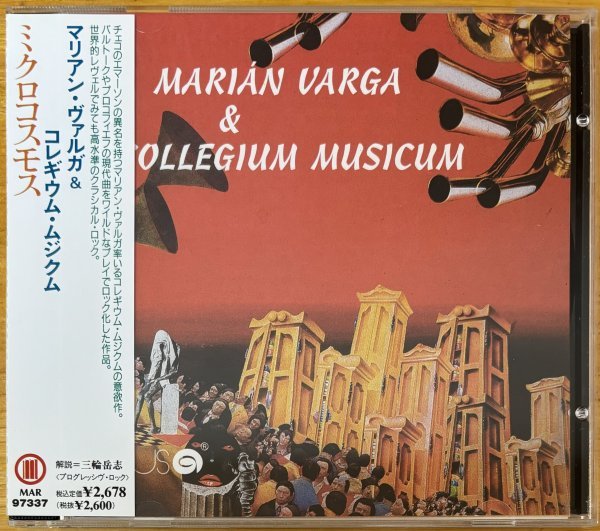 ミクロコスモス
マリアン・ヴァルガ &
コレギウム・ムジクム
チェコのエマーソンの異名を持つマリアン・ヴァルガ率いるコレギウム・ムジクムの意欲作。
バルトークやプロコフィエフの現代曲をワイルドなプレイでロック化した作品。
世界的レヴェルでみても高水準のクラシカル・ロック。
解説=三輪岳志
〈プログレッシヴ・ロック〉
MAR
97337
税込定価¥2,678
(税抜¥2,600)
MARIÁN VARGA
&
COLLEGIUM MUSICUM
US
®